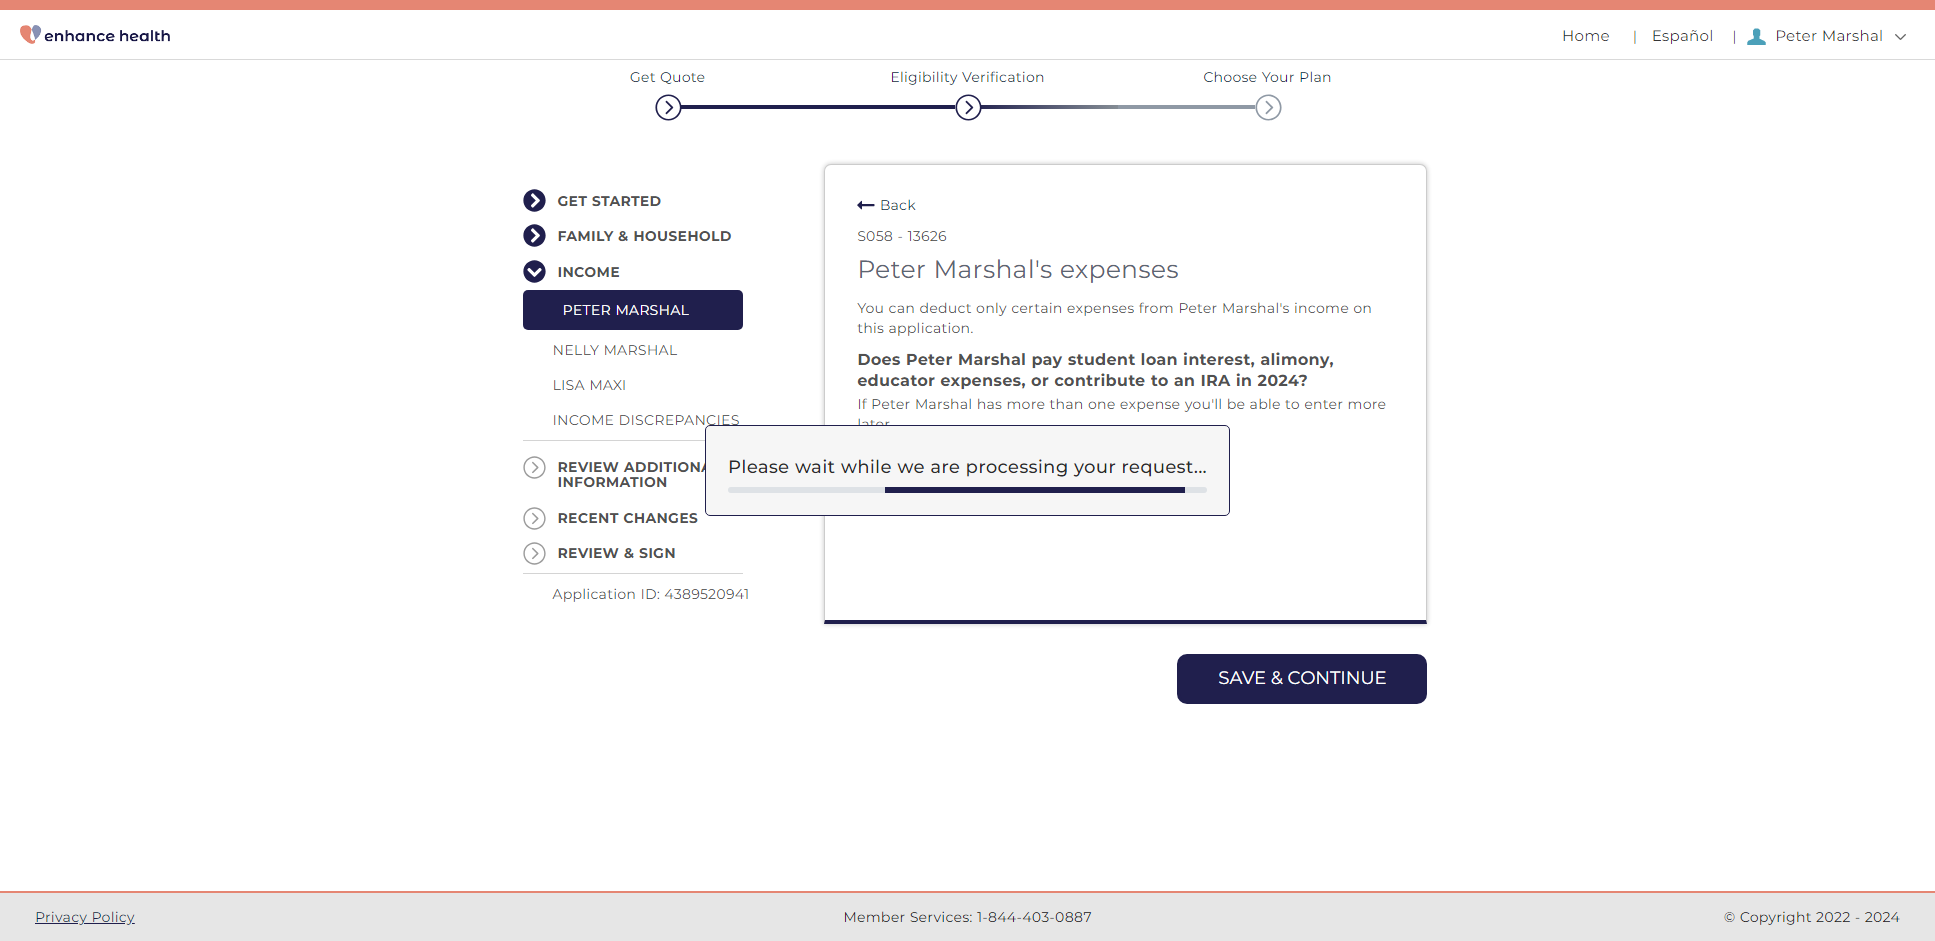 enhance health
Home | Español | Peter Marshal
Get Quote
Eligibility Verification
Choose Your Plan
GET STARTED
FAMILY & HOUSEHOLD
INCOME
PETER MARSHAL
NELLY MARSHAL
LISA MAXI
INCOME DISCREPANCIES
REVIEW ADDITIONA
INFORMATION
RECENT CHANGES
REVIEW & SIGN
Application ID: 4389520941
Back
S058 - 13626
Peter Marshal's expenses
You can deduct only certain expenses from Peter Marshal's income on
this application.
Does Peter Marshal pay student loan interest, alimony,
educator expenses, or contribute to an IRA in 2024?
If Peter Marshal has more than one expense you'll be able to enter more
later.
Please wait while we are processing your request...
SAVE & CONTINUE
Privacy Policy
Member Services: 1-844-403-0887
© Copyright 2022 - 2024